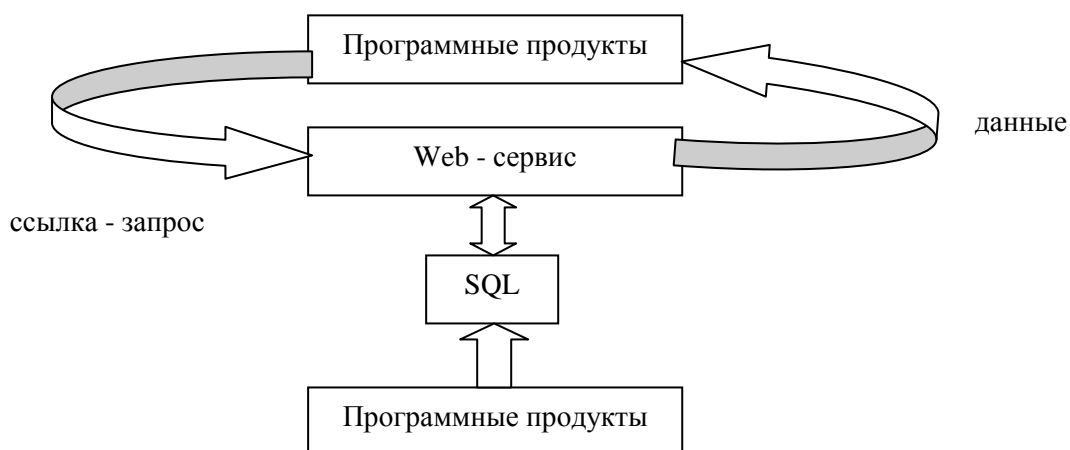 Программные продукты
данные
Web - сервис
ссылка - запрос
SQL
Программные продукты